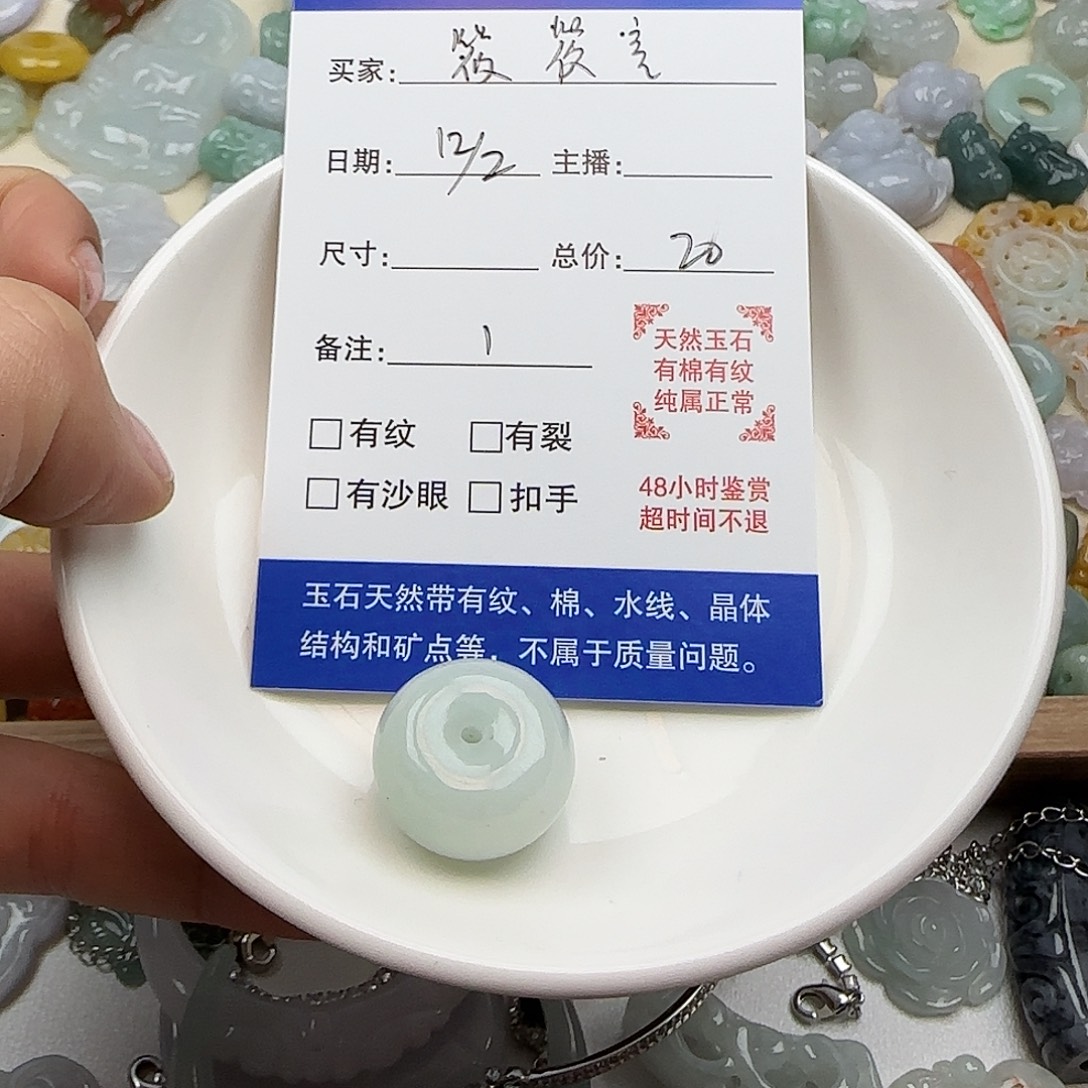 买家:
日期: 12/2 主播:
尺寸: 总价: 20
备注: 1
天然玉石
有棉有纹
纯属正常
有纹 有裂
有沙眼 扣手
48小时鉴赏
超时间不退
玉石天然带有纹、棉、水线、晶体
结构和矿点等，不属于质量问题。